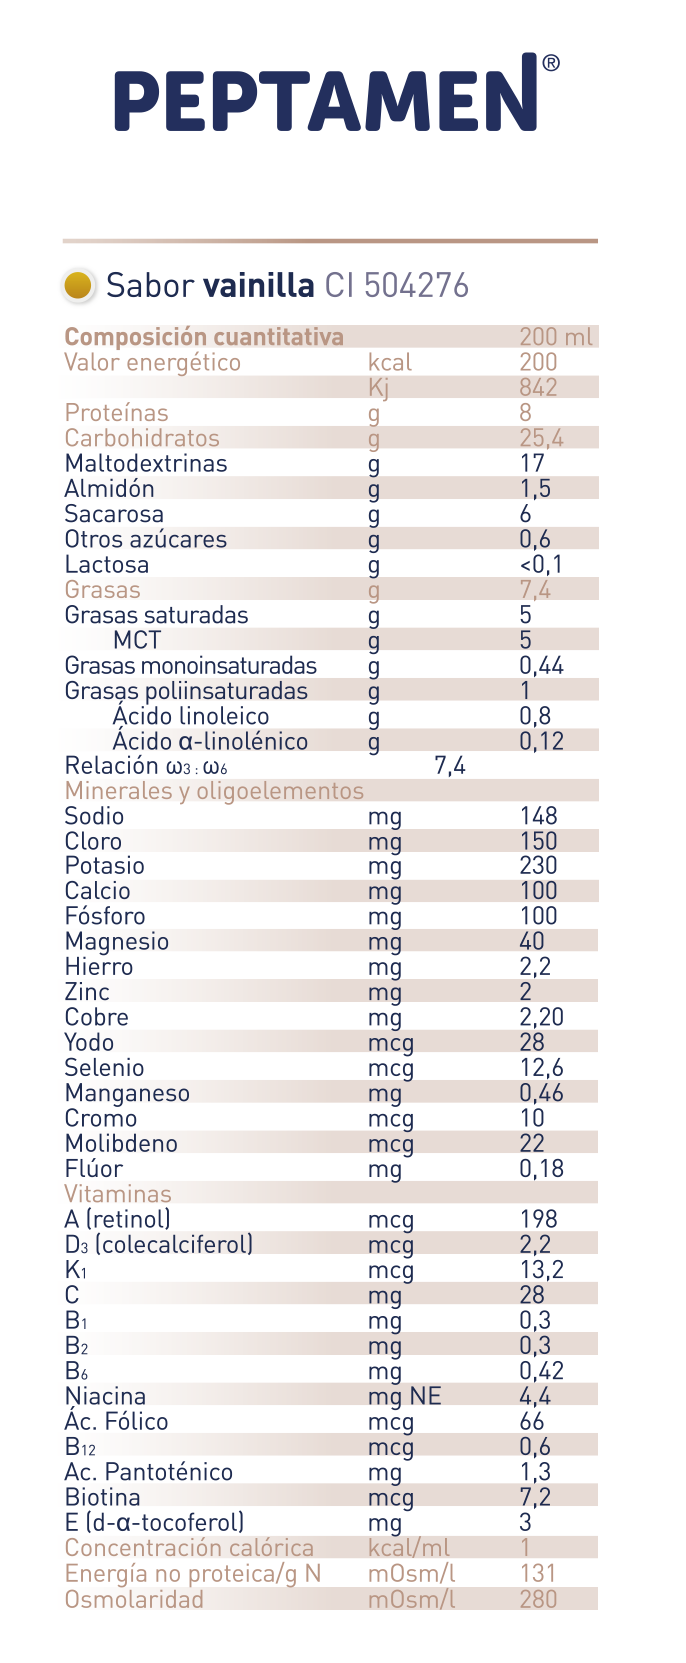 PEPTAMEN®
Sabor vainilla CI 504276
Composición cuantitativa 200 ml
Valor energético kcal 200
Kj 842
Proteínas g 8
Carbohidratos g 25,4
Maltodextrinas g 17
Almidón g 1,5
Sacarosa g 6
Otros azúcares g 0,6
Lactosa g <0,1
Grasas g 7,4
Grasas saturadas g 5
MCT g 5
Grasas monoinsaturadas g 0,44
Grasas poliinsaturadas g 1
Ácido linoleico g 0,8
Ácido α-linolénico g 0,12
Relación ω3 : ω6 7,4
Minerales y oligoelementos
Sodio mg 148
Cloro mg 150
Potasio mg 230
Calcio mg 100
Fósforo mg 100
Magnesio mg 40
Hierro mg 2,2
Zinc mg 2
Cobre mg 2,20
Yodo mcg 28
Selenio mcg 12,6
Manganeso mg 0,46
Cromo mcg 10
Molibdeno mcg 22
Flúor mg 0,18
Vitaminas
A (retinol) mcg 198
D3 (colecalciferol) mcg 2,2
K1 mcg 13,2
C mg 28
B1 mg 0,3
B2 mg 0,3
B6 mg 0,42
Niacina mg NE 4,4
Ác. Fólico mcg 66
B12 mcg 0,6
Ac. Pantoténico mg 1,3
Biotina mcg 7,2
E (d-α-tocoferol) mg 3
Concentración calórica kcal/ml 1
Energía no proteica/g N mOsm/l 131
Osmolaridad mOsm/l 280